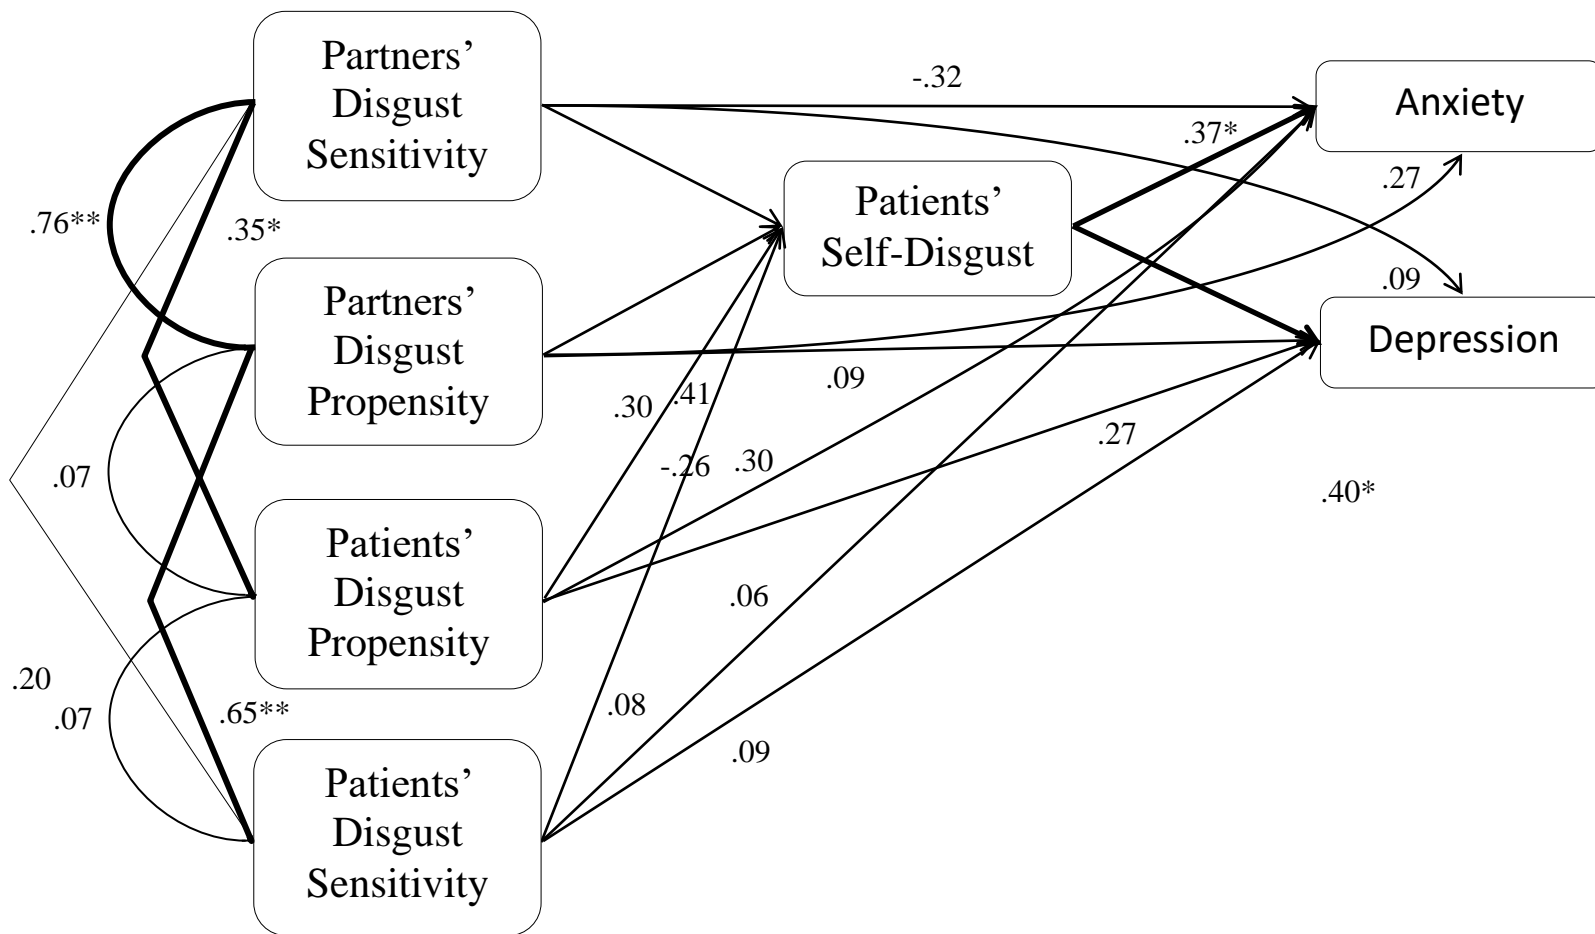 Partners’
Disgust
Sensitivity
-.32
Anxiety
.37*
.27
Patients’
Self-Disgust
.76**
.35*
Partners’
Disgust
Propensity
.09
Depression
.09
.30
.41
.27
-.26
.30
.07
.40*
Patients’
Disgust
Propensity
.06
.20
.07
.65**
.08
.09
Patients’
Disgust
Sensitivity